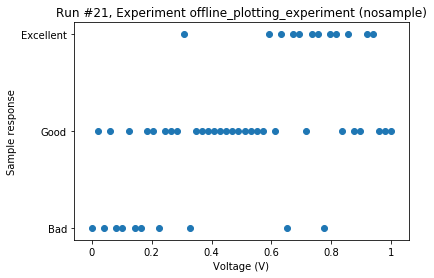 Run #21, Experiment offline_plotting_experiment (nosample)
Excellent
Good
Bad
Sample response
0
0.2
0.4
0.6
0.8
1
Voltage (V)